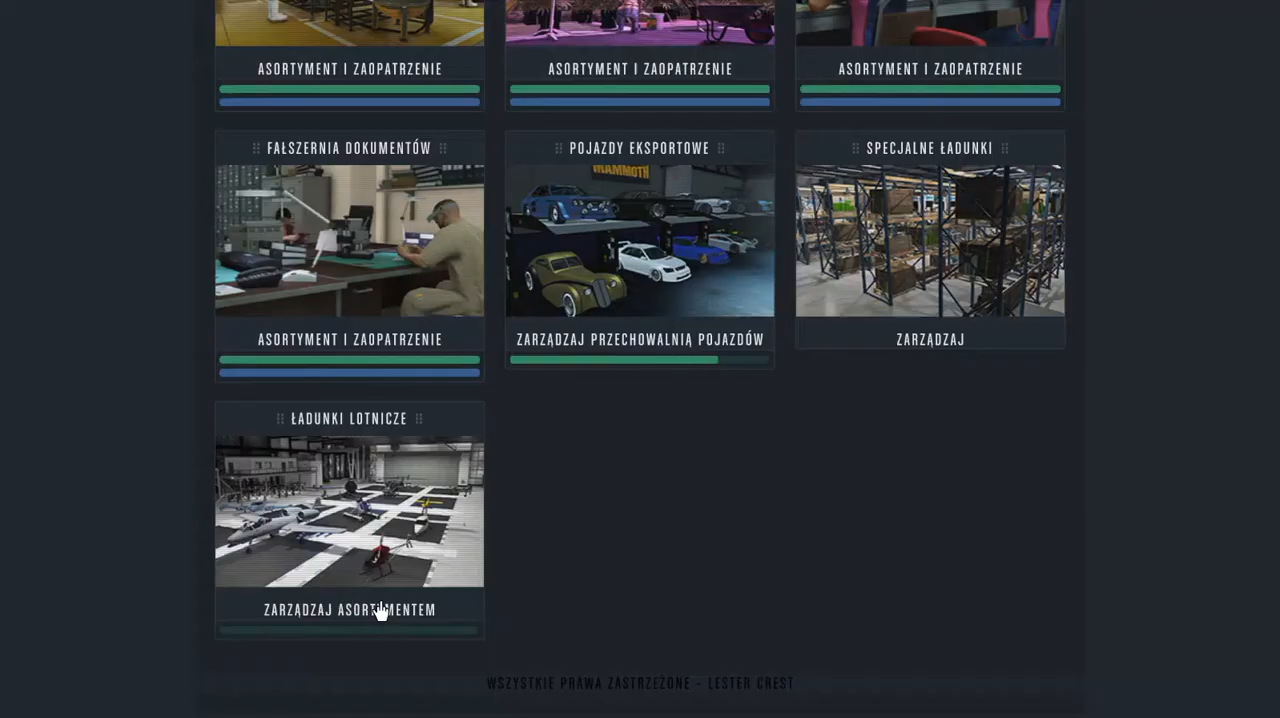 ASORTYMENT I ZAOPATRZENIE
ASORTYMENT I ZAOPATRZENIE
ASORTYMENT I ZAOPATRZENIE
FAŁSZERNIA DOKUMENTÓW
POJAZDY EKSPORTOWE
SPECJALNE ŁADUNKI
MAMMOTH
ASORTYMENT I ZAOPATRZENIE
ZARZĄDZAJ PRZECHOWALNIĄ POJAZDÓW
ZARZĄDZAJ
ŁADUNKI LOTNICZE
ZARZĄDZAJ ASORTYMENTEM
WSZYSTKIE PRAWA ZASTRZEŻONE - LESTER CREST